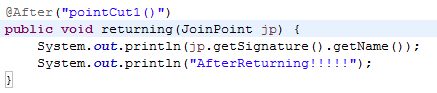 @After("pointCut1()")
public void returning(JoinPoint jp) {
    System.out.println(jp.getSignature().getName());
    System.out.println("AfterReturning!!!!!");
}